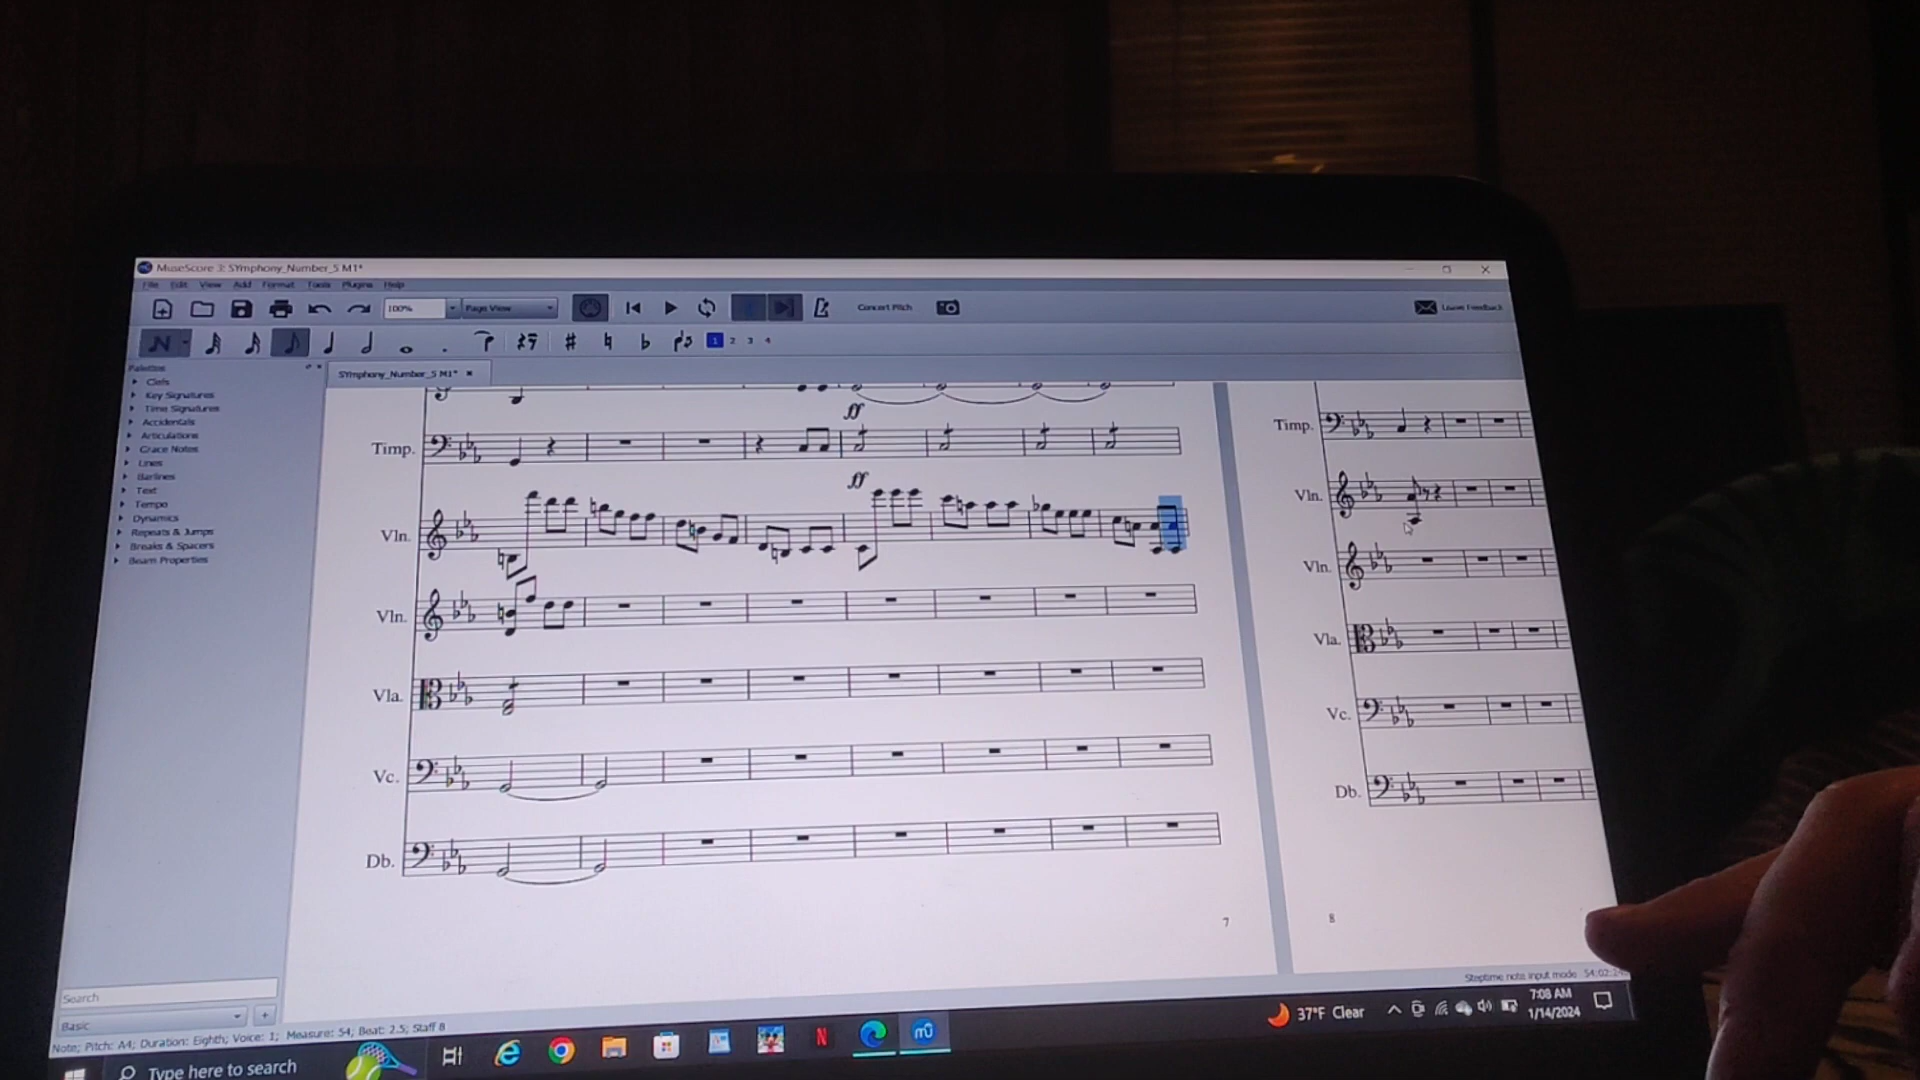 MuseScore 3: SYmphony_Number_5 M1*
File Edit View Add Format Tools Plugins Help
100% Page View Concert Pitch Leave Feedback
1 2 3 4
Palettes
SYmphony_Number_5 M1*
Clefs
Key Signatures
Time Signatures
Accidentals
Articulations
Grace Notes
Lines
Barlines
Text
Tempo
Dynamics
Repeats & Jumps
Breaks & Spacers
Beam Properties
ff
Timp.
ff
Vln.
Vln.
Vla.
Vc.
Db.
7
Timp.
Vln.
Vln.
Vla.
Vc.
Db.
8
Search
Basic
Steptime note input mode
Note; Pitch: A4; Duration: Eighth; Voice: 1; Measure: 54; Beat: 2.5; Staff 8
Type here to search
37°F Clear
7:08 AM
1/14/2024